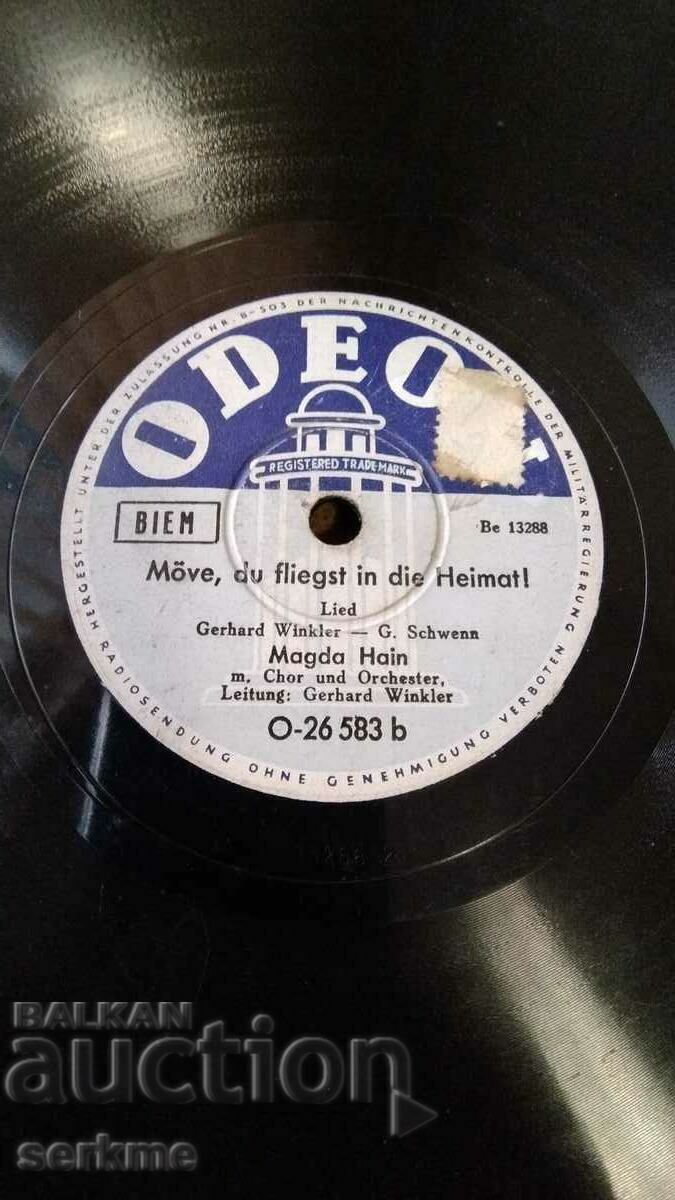 HERGESTELLT UNTER DER ZULASSUNG NR. B-503 DER NACHRICHTENKONTROLLE DER MILITÄRREGIERUNG
RADIOSENDUNG OHNE GENEHMIGUNG VERBOTEN
ODEO
REGISTERED TRADE-MARK
BIEM
Be 13288
Möve, du fliegst in die Heimat!
Lied
Gerhard Winkler — G. Schwenn
Magda Hain
m. Chor und Orchester,
Leitung: Gerhard Winkler
O-26 583 b
BALKAN
auction
serkme